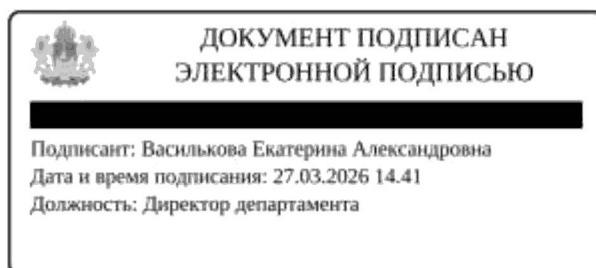 ДОКУМЕНТ ПОДПИСАН
ЭЛЕКТРОННОЙ ПОДПИСЬЮ
Подписант: Василькова Екатерина Александровна
Дата и время подписания: 27.03.2026 14.41
Должность: Директор департамента